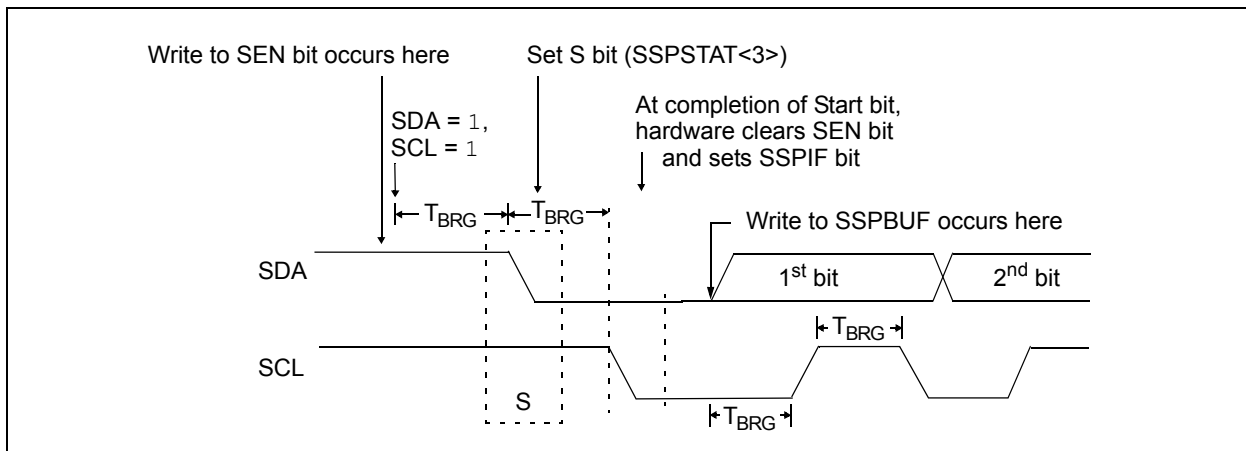 Write to SEN bit occurs here
Set S bit (SSPSTAT<3>)
SDA = 1,
SCL = 1
At completion of Start bit,
hardware clears SEN bit
and sets SSPIF bit
TBRG
TBRG
Write to SSPBUF occurs here
SDA
1st bit
2nd bit
TBRG
SCL
S
TBRG